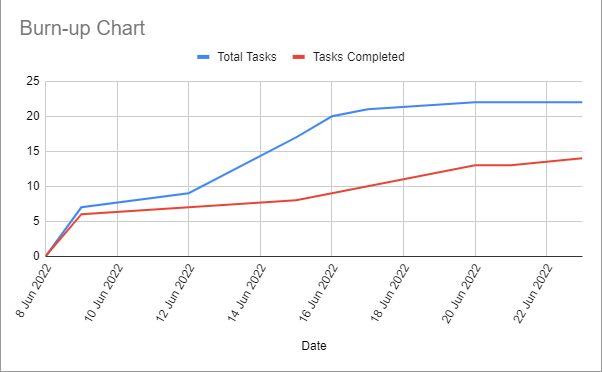 Burn-up Chart
Total Tasks Tasks Completed
25
20
15
10
5
0
8 Jun 2022
10 Jun 2022
12 Jun 2022
14 Jun 2022
16 Jun 2022
18 Jun 2022
20 Jun 2022
22 Jun 2022
Date